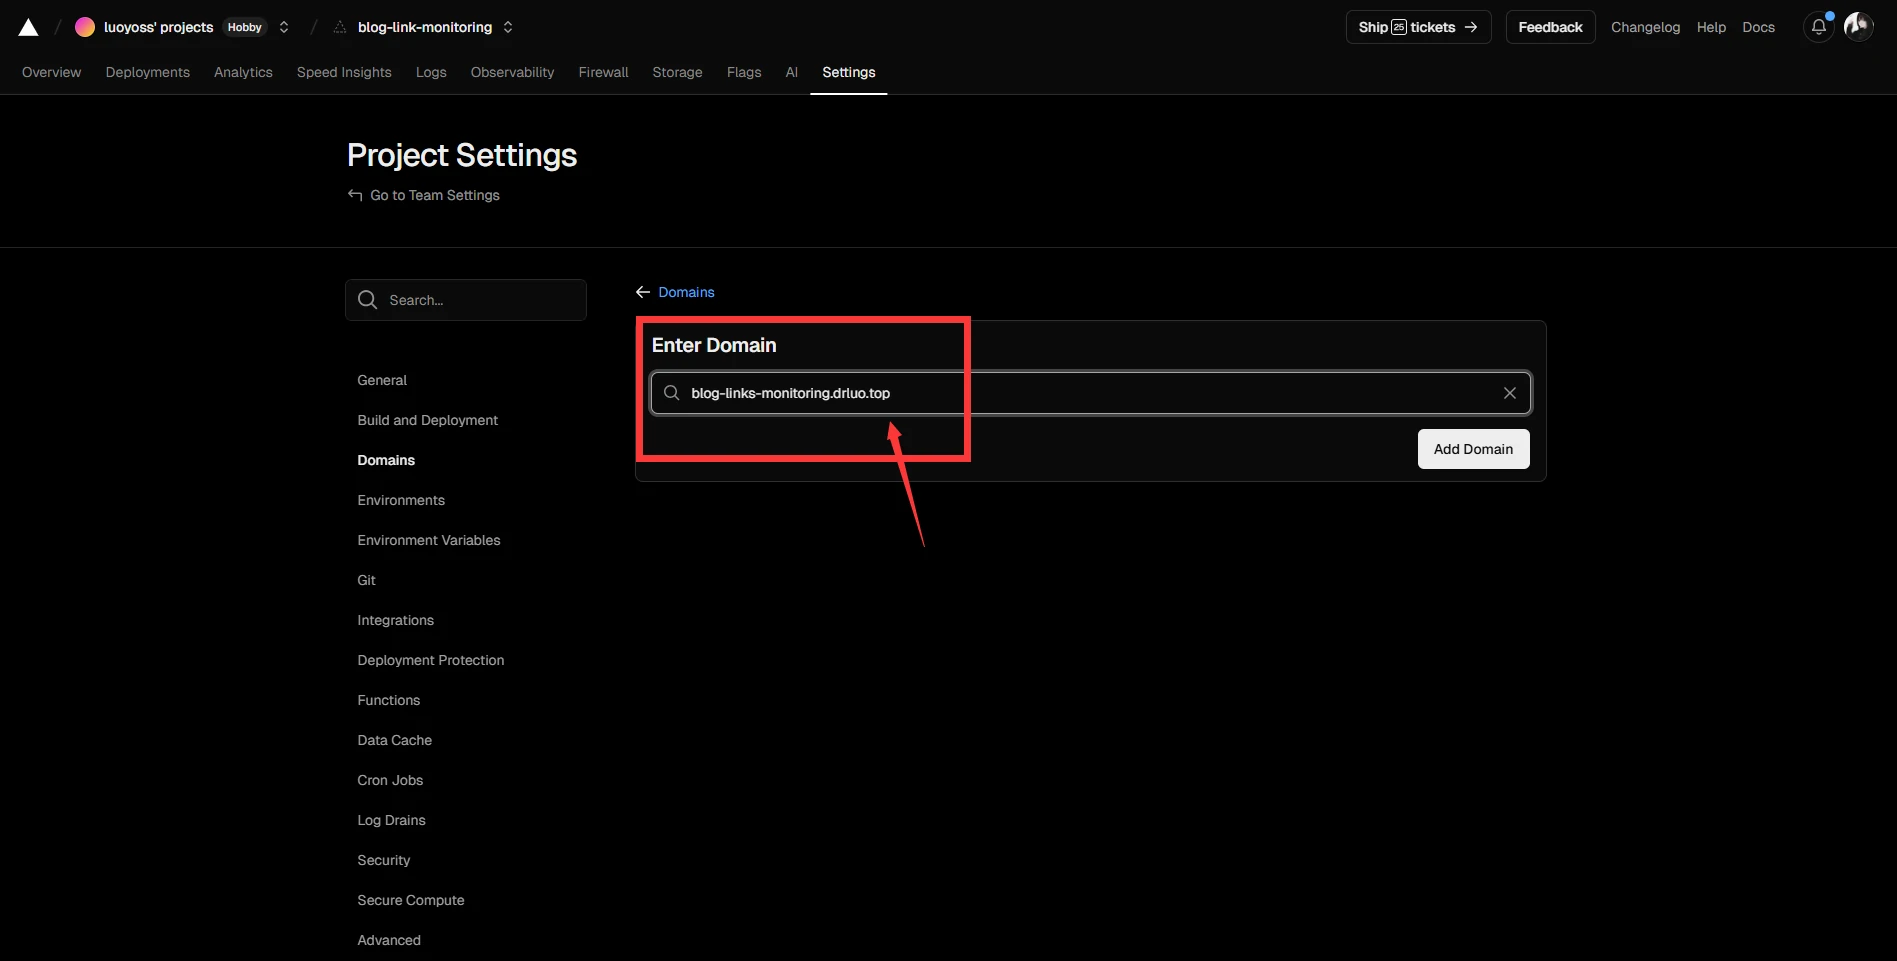 luoyoss' projects Hobby blog-link-monitoring Ship 25 tickets → Feedback Changelog Help Docs
Overview Deployments Analytics Speed Insights Logs Observability Firewall Storage Flags AI Settings
Project Settings
Go to Team Settings
Search...
General
Build and Deployment
Domains
Environments
Environment Variables
Git
Integrations
Deployment Protection
Functions
Data Cache
Cron Jobs
Log Drains
Security
Secure Compute
Advanced
← Domains
Enter Domain
blog-links-monitoring.drluo.top
Add Domain